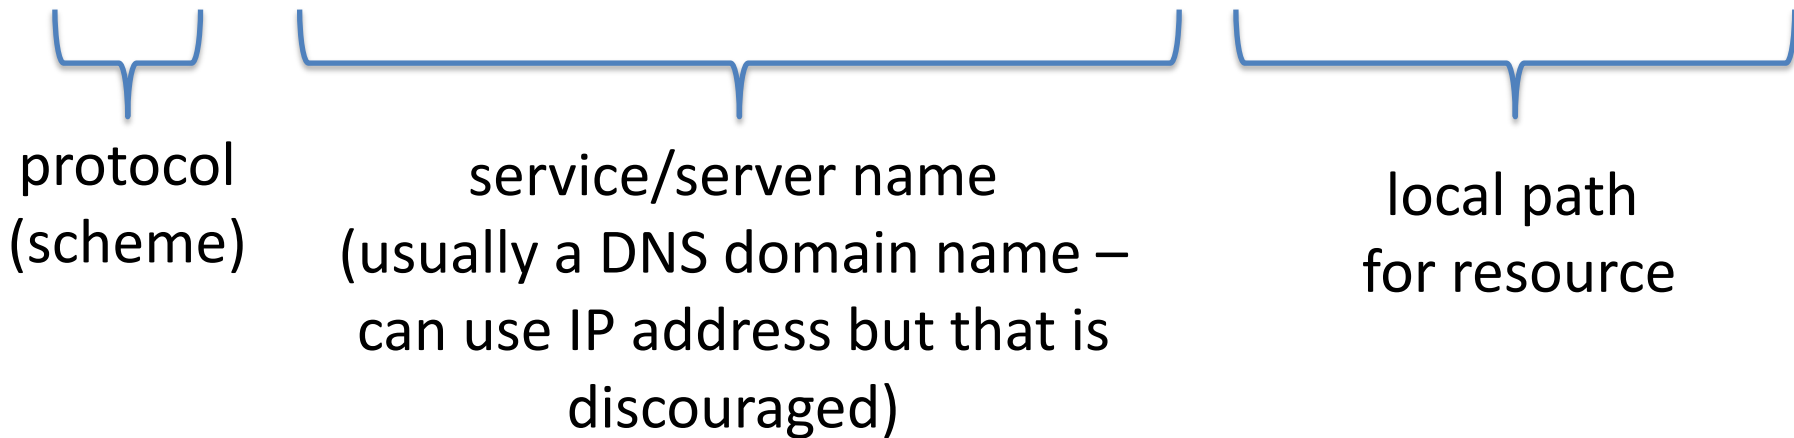 protocol
(scheme)
service/server name
(usually a DNS domain name –
can use IP address but that is
discouraged)
local path
for resource